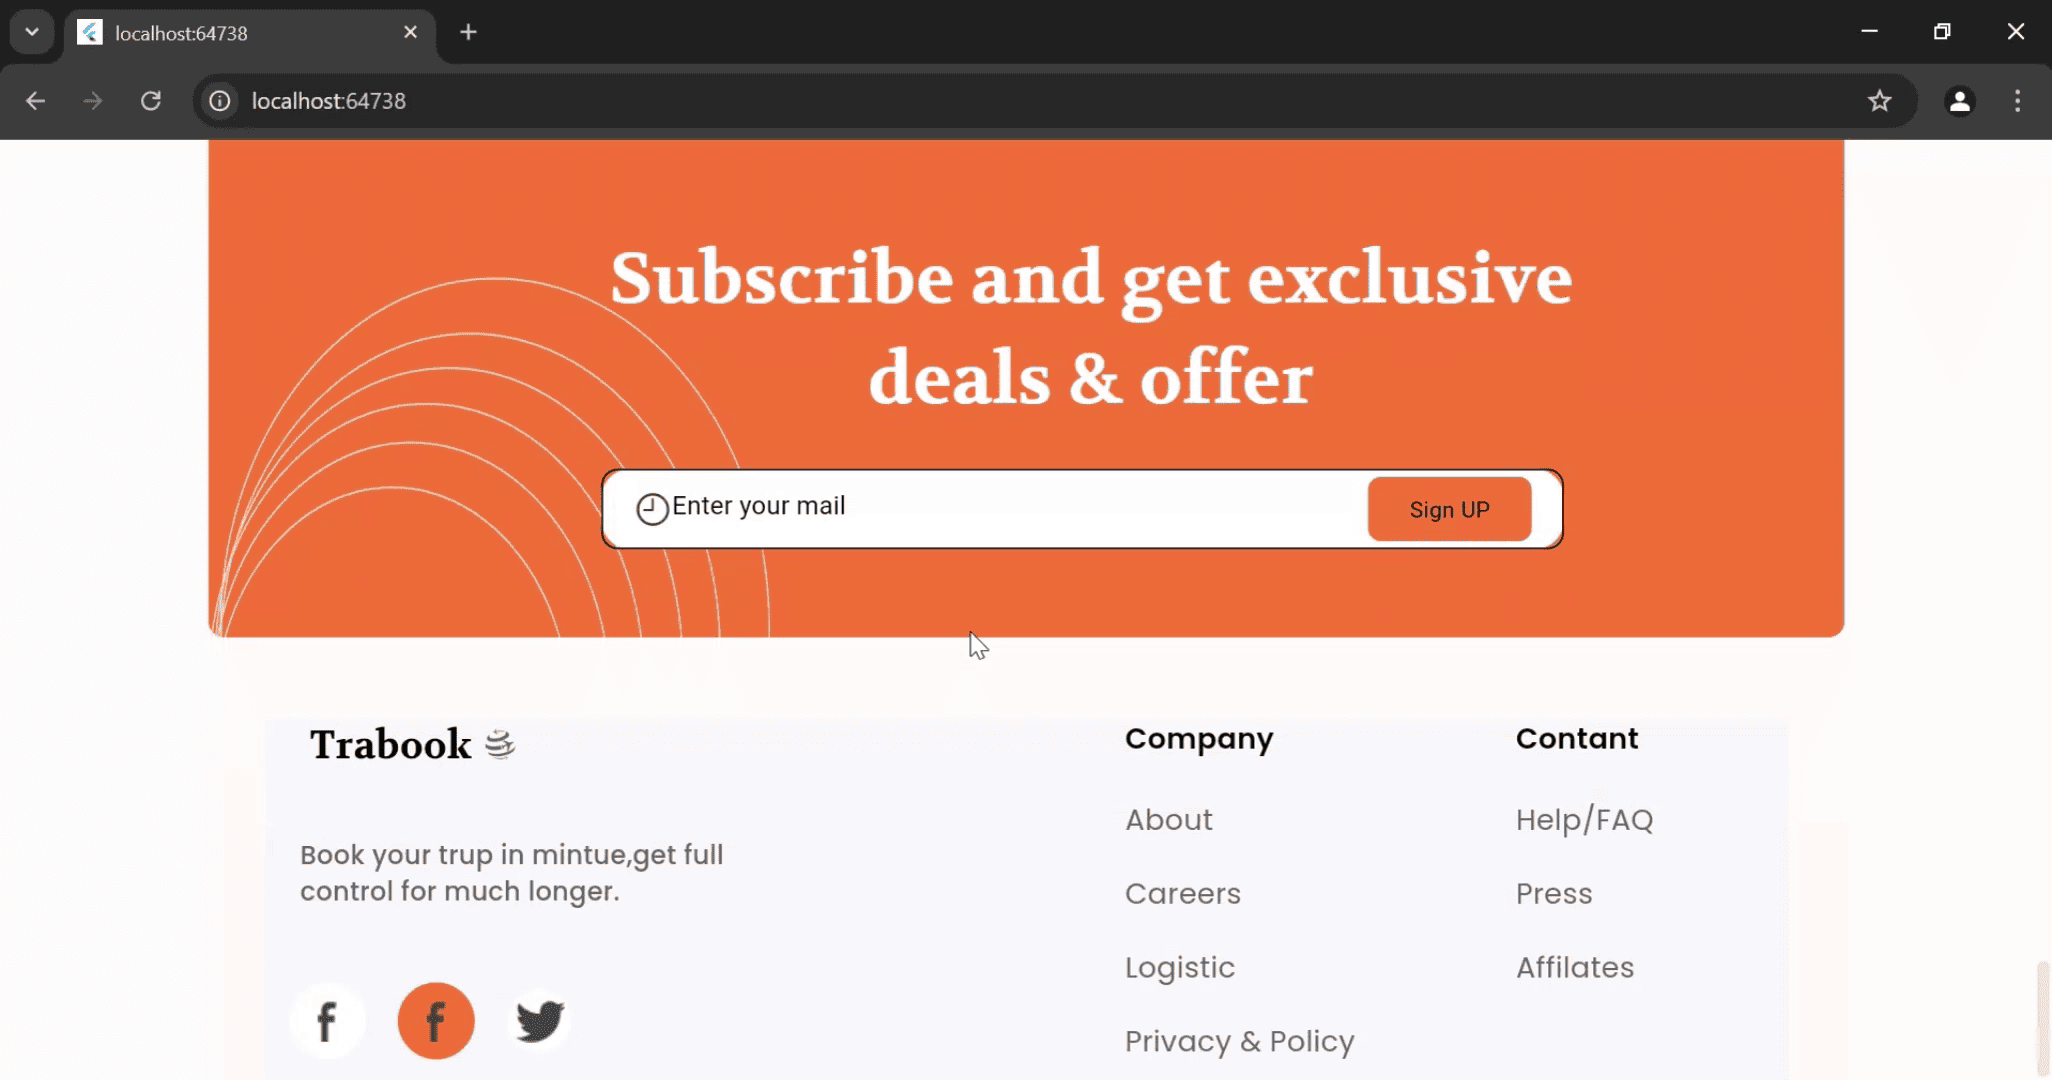 localhost:64738
localhost:64738
Subscribe and get exclusive
deals & offer
Enter your mail
Sign UP
Trabook
Book your trup in mintue,get full
control for much longer.
Company
About
Careers
Logistic
Privacy & Policy
Contant
Help/FAQ
Press
Affilates